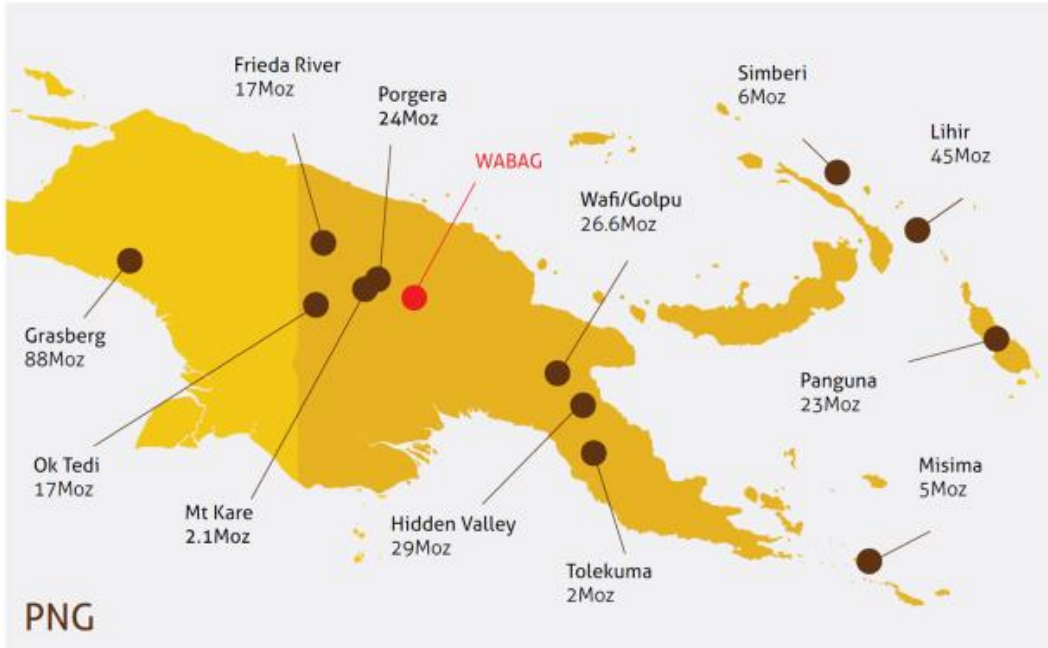 Frieda River
17Moz
Porgera
24Moz
WABAG
Simberi
6Moz
Lihir
45Moz
Wafi/Golpu
26.6Moz
Grasberg
88Moz
Panguna
23Moz
Ok Tedi
17Moz
Mt Kare
2.1Moz
Hidden Valley
29Moz
Tolekuma
2Moz
Misima
5Moz
PNG